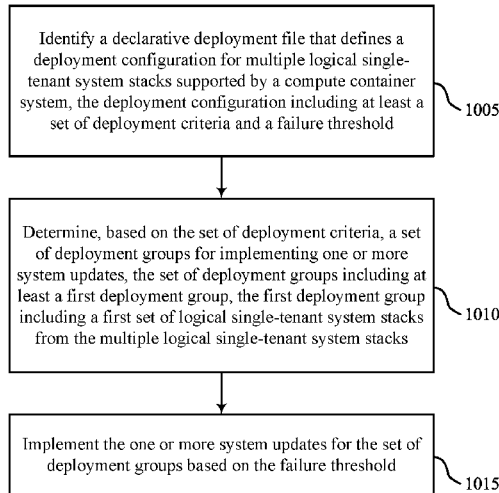 Identify a declarative deployment file that defines a
deployment configuration for multiple logical single-
tenant system stacks supported by a compute container
system, the deployment configuration including at least a
set of deployment criteria and a failure threshold
1005
Determine, based on the set of deployment criteria, a set
of deployment groups for implementing one or more
system updates, the set of deployment groups including at
least a first deployment group, the first deployment group
including a first set of logical single-tenant system stacks
from the multiple logical single-tenant system stacks
1010
Implement the one or more system updates for the set of
deployment groups based on the failure threshold
1015